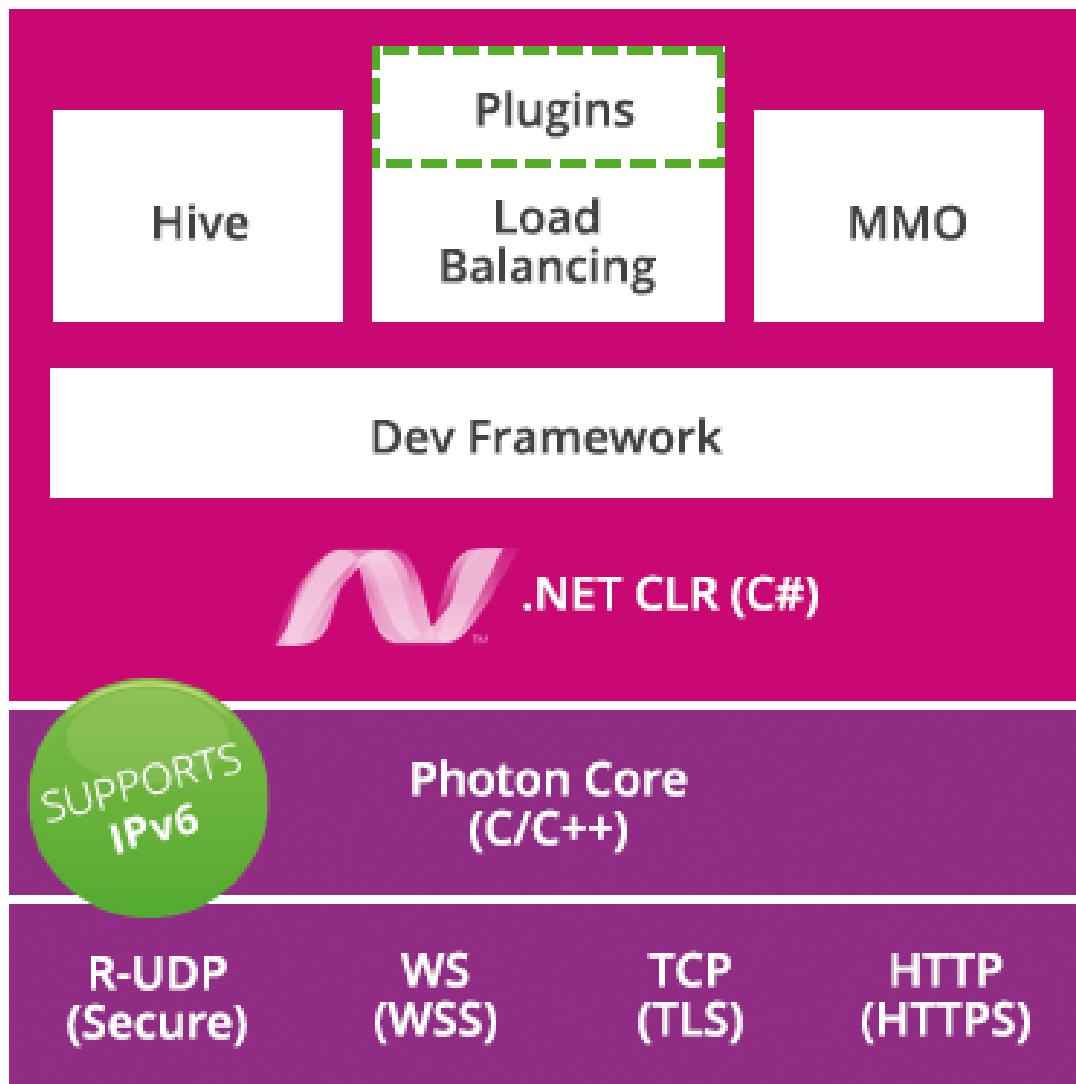 Plugins
Hive
Load
Balancing
MMO
Dev Framework
.NET CLR (C#)
TM
SUPPORTS
IPv6
Photon Core
(C/C++)
R-UDP
(Secure)
WS
(WSS)
TCP
(TLS)
HTTP
(HTTPS)